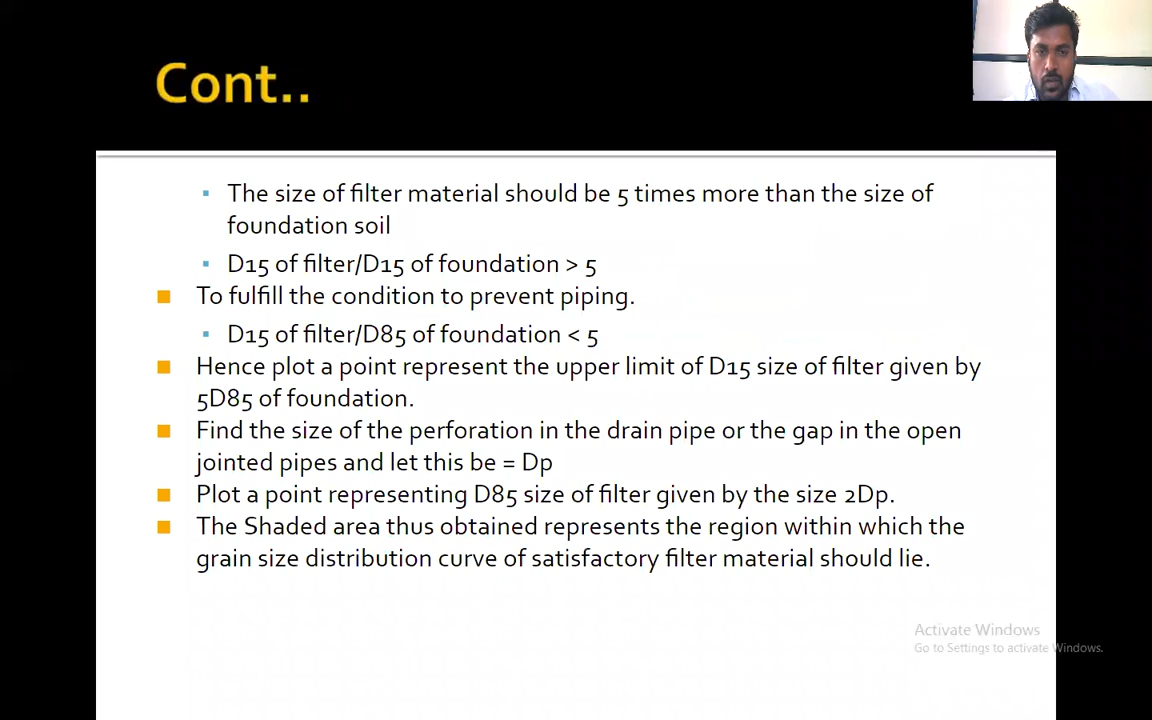 Cont..
The size of filter material should be 5 times more than the size of
foundation soil
D15 of filter/D15 of foundation > 5
To fulfill the condition to prevent piping.
D15 of filter/D85 of foundation < 5
Hence plot a point represent the upper limit of D15 size of filter given by
5D85 of foundation.
Find the size of the perforation in the drain pipe or the gap in the open
jointed pipes and let this be = Dp
Plot a point representing D85 size of filter given by the size 2Dp.
The Shaded area thus obtained represents the region within which the
grain size distribution curve of satisfactory filter material should lie.
Activate Windows
Go to Settings to activate Windows.